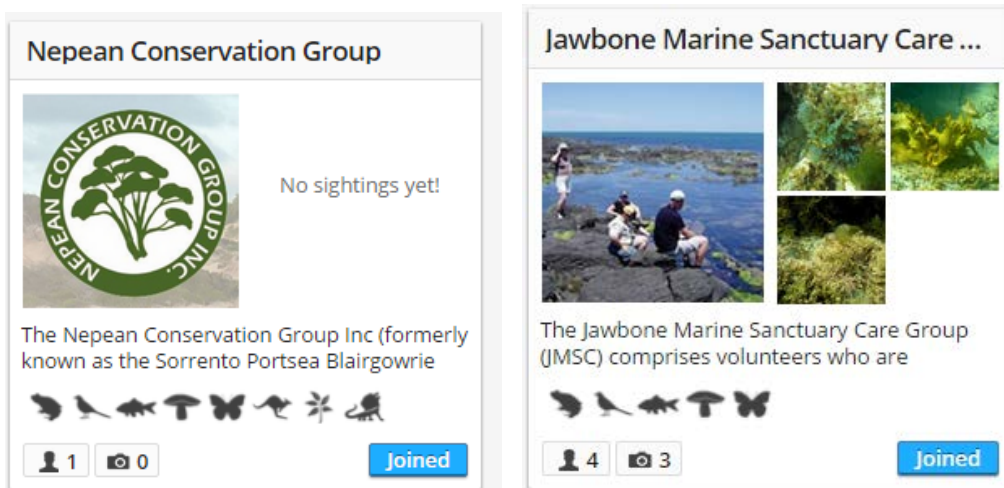 Nepean Conservation Group
NEPEAN CONSERVATION GROUP INC.
No sightings yet!
The Nepean Conservation Group Inc (formerly
known as the Sorrento Portsea Blairgowrie
1
0
Joined
Jawbone Marine Sanctuary Care ...
The Jawbone Marine Sanctuary Care Group
(JMSC) comprises volunteers who are
4
3
Joined